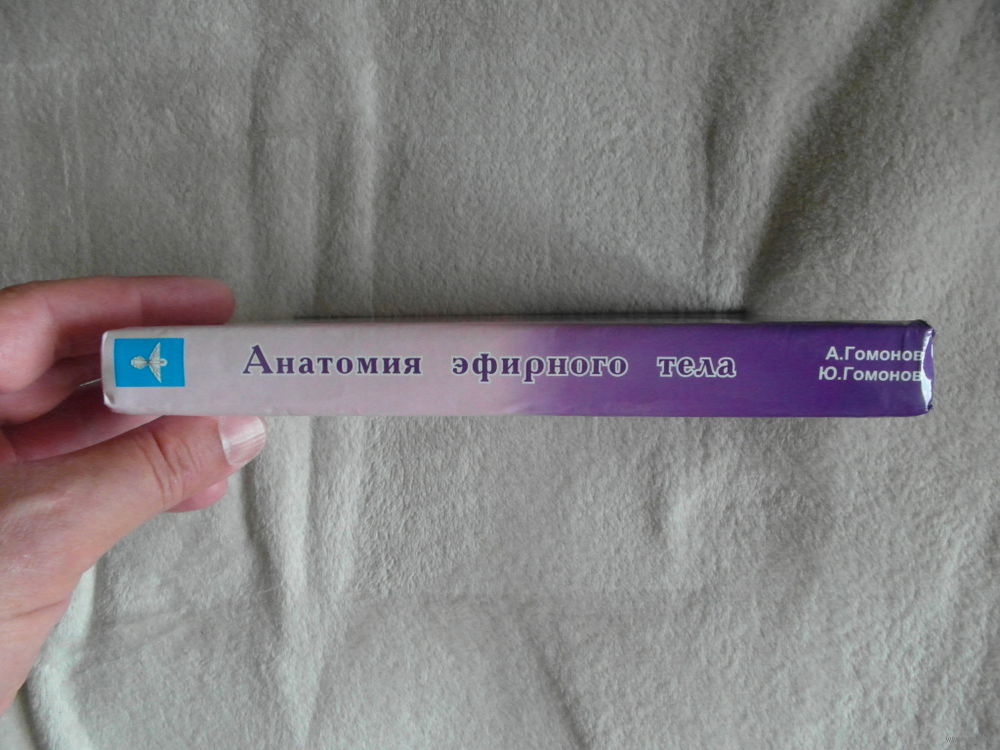 Анатомия эфирного тела
А.Гомонов
Ю.Гомонов